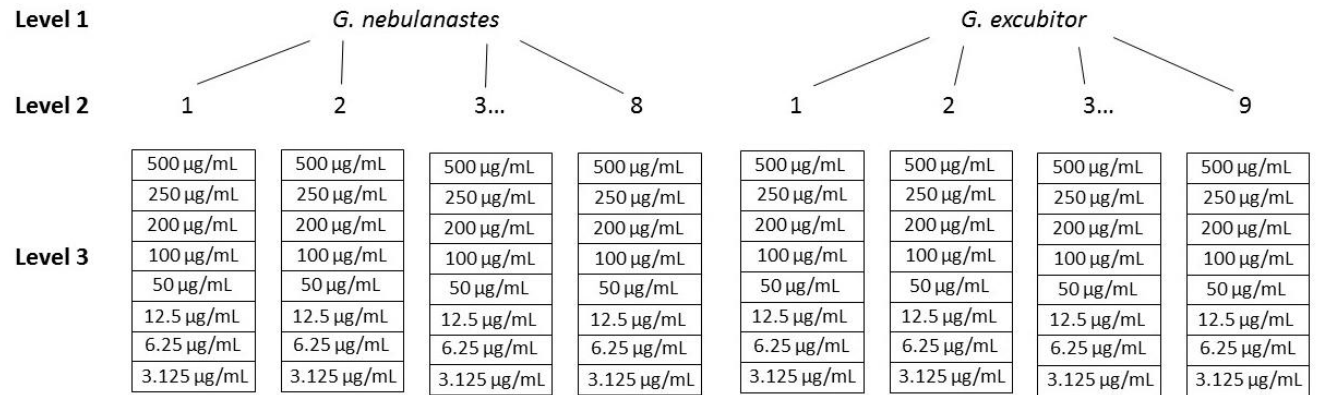 Level 1 G. nebulanastes G. excubitor
Level 2 1 2 3... 8 1 2 3... 9
500 µg/mL 500 µg/mL 500 µg/mL 500 µg/mL 500 µg/mL 500 µg/mL 500 µg/mL 500 µg/mL
250 µg/mL 250 µg/mL 250 µg/mL 250 µg/mL 250 µg/mL 250 µg/mL 250 µg/mL 250 µg/mL
200 µg/mL 200 µg/mL 200 µg/mL 200 µg/mL 200 µg/mL 200 µg/mL 200 µg/mL 200 µg/mL
Level 3 100 µg/mL 100 µg/mL 100 µg/mL 100 µg/mL 100 µg/mL 100 µg/mL 100 µg/mL 100 µg/mL
50 µg/mL 50 µg/mL 50 µg/mL 50 µg/mL 50 µg/mL 50 µg/mL 50 µg/mL 50 µg/mL
12.5 µg/mL 12.5 µg/mL 12.5 µg/mL 12.5 µg/mL 12.5 µg/mL 12.5 µg/mL 12.5 µg/mL 12.5 µg/mL
6.25 µg/mL 6.25 µg/mL 6.25 µg/mL 6.25 µg/mL 6.25 µg/mL 6.25 µg/mL 6.25 µg/mL 6.25 µg/mL
3.125 µg/mL 3.125 µg/mL 3.125 µg/mL 3.125 µg/mL 3.125 µg/mL 3.125 µg/mL 3.125 µg/mL 3.125 µg/mL